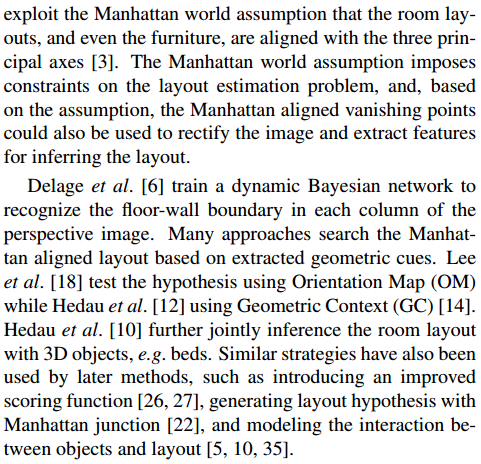 exploit the Manhattan world assumption that the room lay-
outs, and even the furniture, are aligned with the three prin-
cipal axes [3]. The Manhattan world assumption imposes
constraints on the layout estimation problem, and, based
on the assumption, the Manhattan aligned vanishing points
could also be used to rectify the image and extract features
for inferring the layout.
Delage et al. [6] train a dynamic Bayesian network to
recognize the floor-wall boundary in each column of the
perspective image. Many approaches search the Manhat-
tan aligned layout based on extracted geometric cues. Lee
et al. [18] test the hypothesis using Orientation Map (OM)
while Hedau et al. [12] using Geometric Context (GC) [14].
Hedau et al. [10] further jointly inference the room layout
with 3D objects, e.g. beds. Similar strategies have also been
used by later methods, such as introducing an improved
scoring function [26, 27], generating layout hypothesis with
Manhattan junction [22], and modeling the interaction be-
tween objects and layout [5, 10, 35].